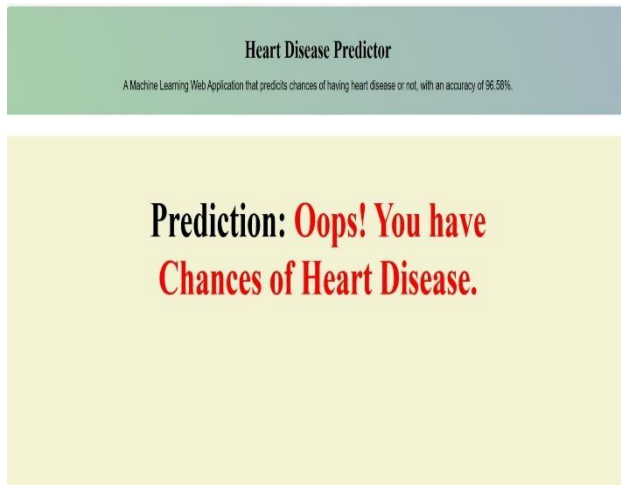 Heart Disease Predictor
A Machine Learning Web Application that predicits chances of having heart disease or not, with an accuracy of 96.58%.
Prediction: Oops! You have
Chances of Heart Disease.